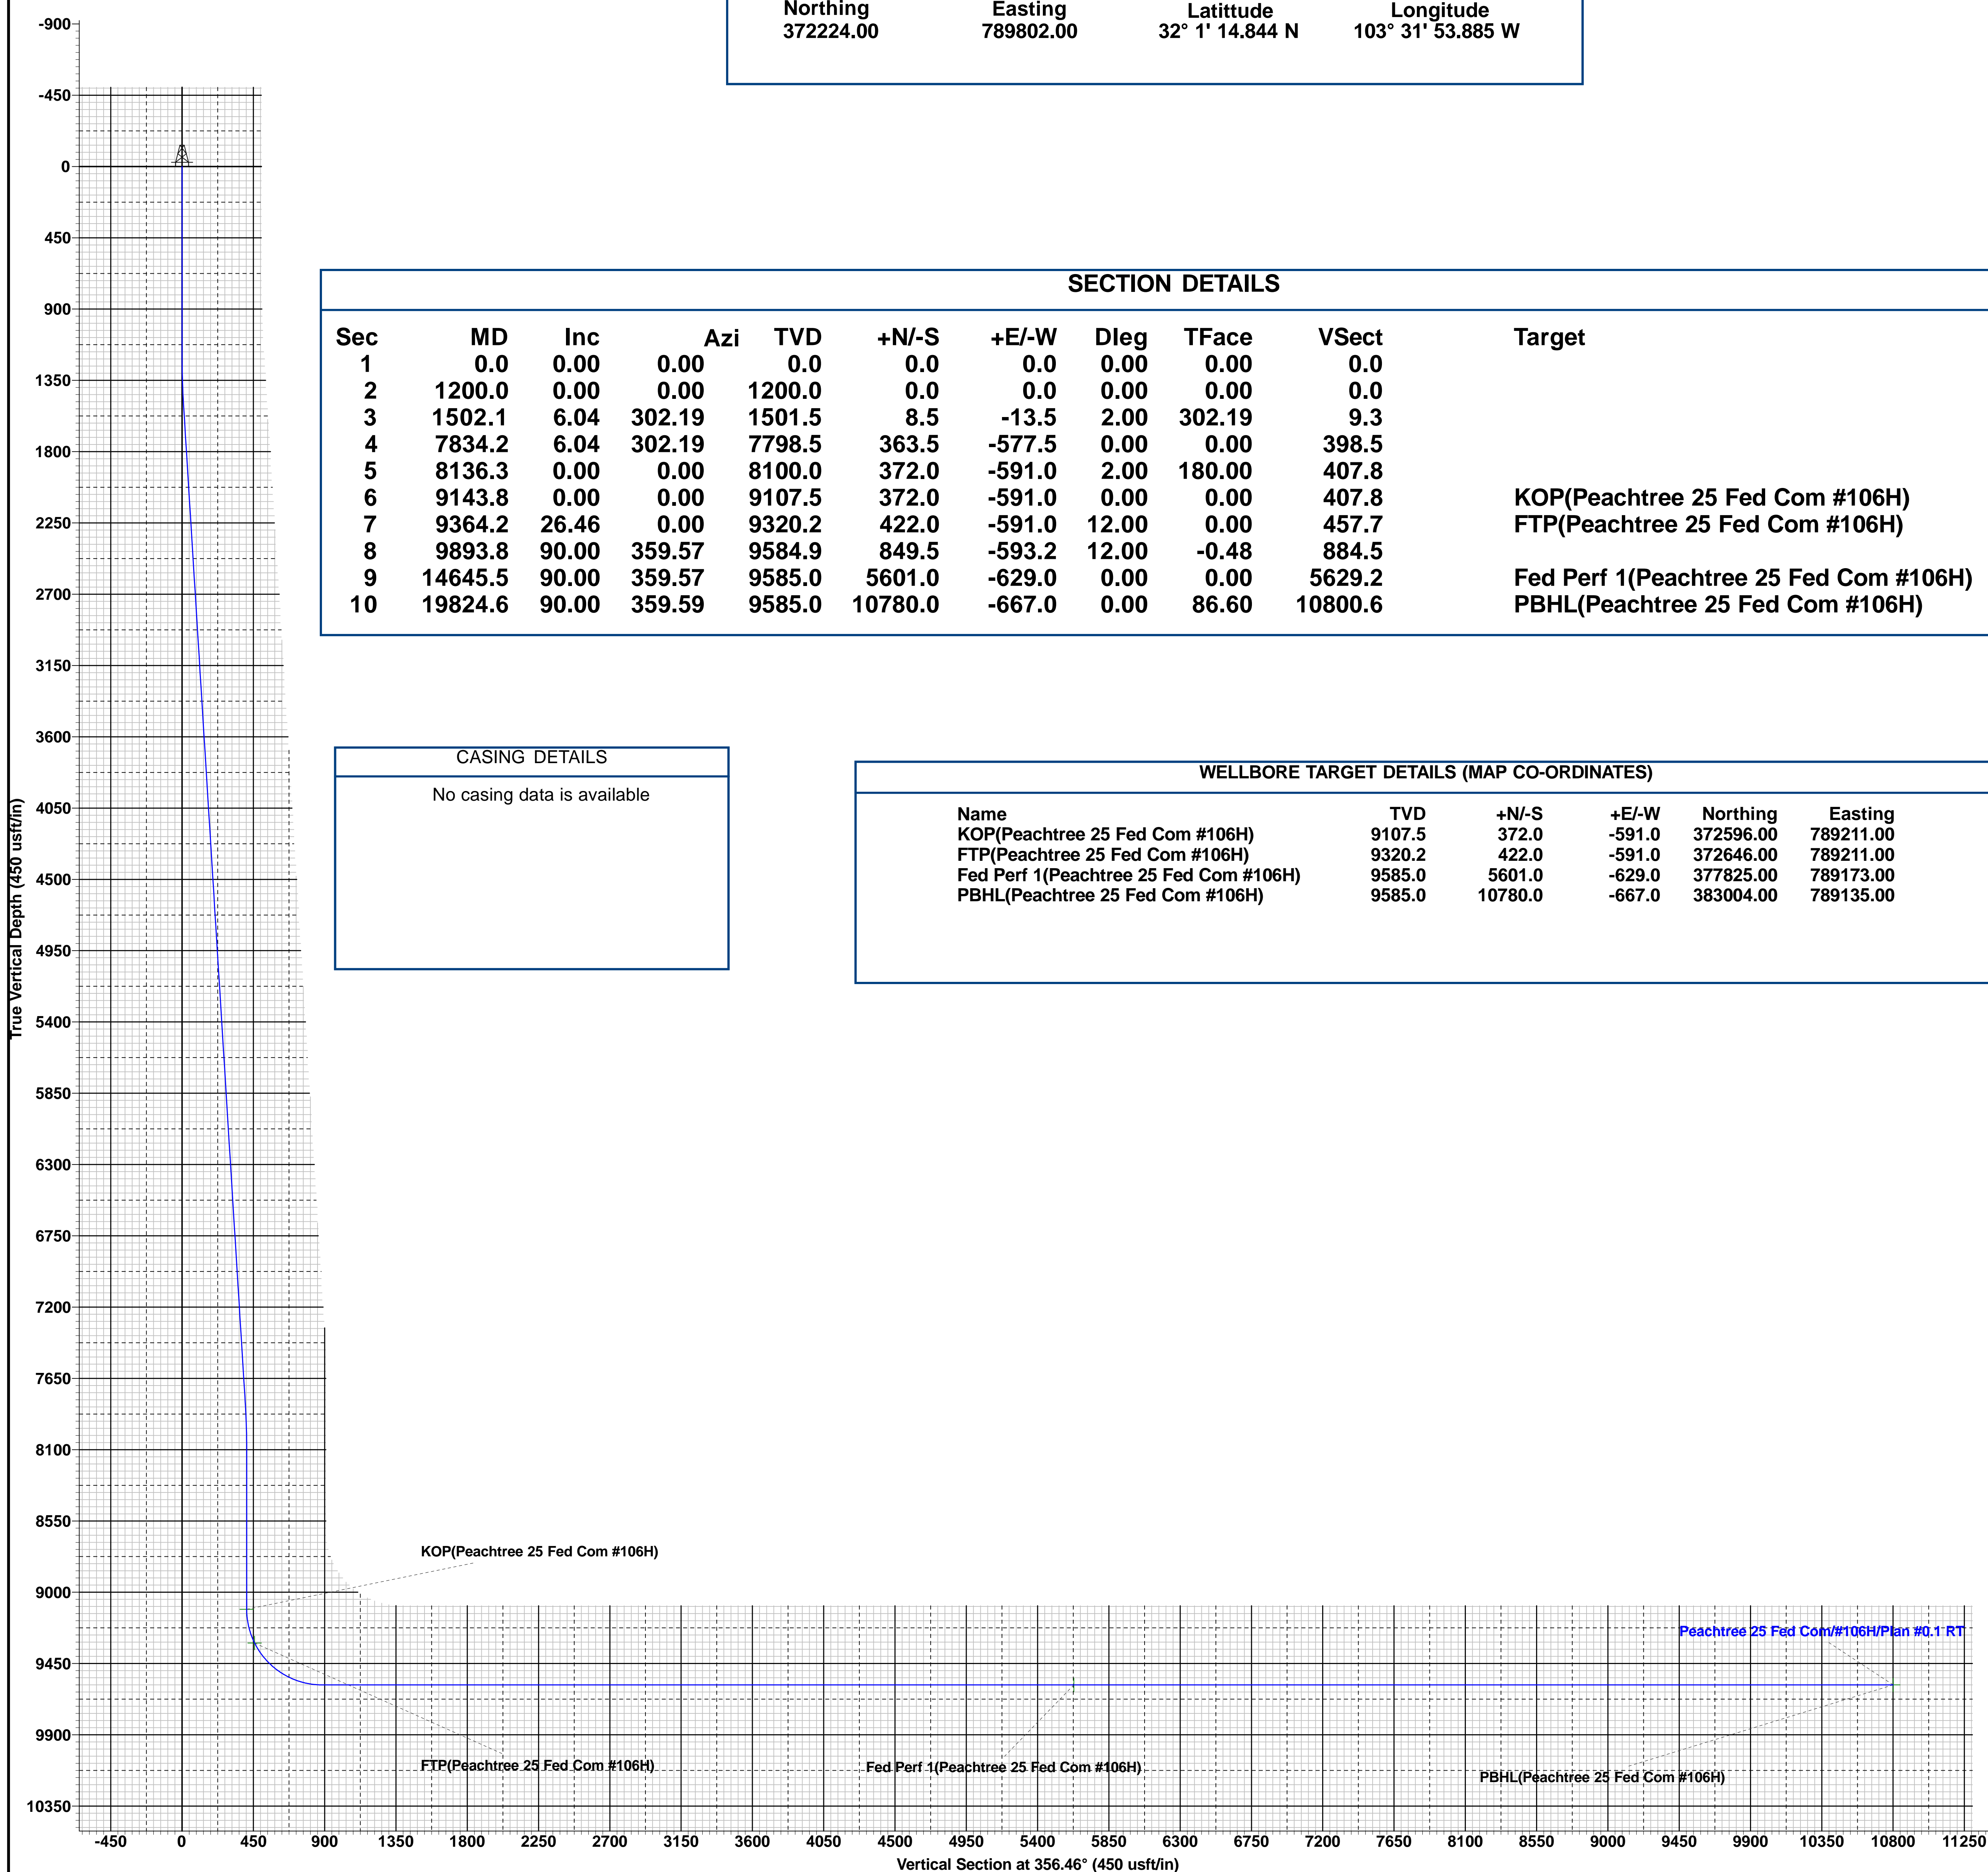 Northing Easting Latittude Longitude
372224.00 789802.00 32° 1' 14.844 N 103° 31' 53.885 W
-900
-450
0
450
900
1350
1800
2250
2700
3150
3600
4050
4500
4950
5400
5850
6300
6750
7200
7650
8100
8550
9000
9450
9900
10350
True Vertical Depth (450 usft/in)
SECTION DETAILS
Sec MD Inc Azi TVD +N/-S +E/-W Dleg TFace VSect Target
1 0.0 0.00 0.00 0.0 0.0 0.0 0.00 0.00 0.0
2 1200.0 0.00 0.00 1200.0 0.0 0.0 0.00 0.00 0.0
3 1502.1 6.04 302.19 1501.5 8.5 -13.5 2.00 302.19 9.3
4 7834.2 6.04 302.19 7798.5 363.5 -577.5 0.00 0.00 398.5
5 8136.3 0.00 0.00 8100.0 372.0 -591.0 2.00 180.00 407.8
6 9143.8 0.00 0.00 9107.5 372.0 -591.0 0.00 0.00 407.8 KOP(Peachtree 25 Fed Com #106H)
7 9364.2 26.46 0.00 9320.2 422.0 -591.0 12.00 0.00 457.7 FTP(Peachtree 25 Fed Com #106H)
8 9893.8 90.00 359.57 9584.9 849.5 -593.2 12.00 -0.48 884.5
9 14645.5 90.00 359.57 9585.0 5601.0 -629.0 0.00 0.00 5629.2 Fed Perf 1(Peachtree 25 Fed Com #106H)
10 19824.6 90.00 359.59 9585.0 10780.0 -667.0 0.00 86.60 10800.6 PBHL(Peachtree 25 Fed Com #106H)
CASING DETAILS
No casing data is available
WELLBORE TARGET DETAILS (MAP CO-ORDINATES)
Name TVD +N/-S +E/-W Northing Easting
KOP(Peachtree 25 Fed Com #106H) 9107.5 372.0 -591.0 372596.00 789211.00
FTP(Peachtree 25 Fed Com #106H) 9320.2 422.0 -591.0 372646.00 789211.00
Fed Perf 1(Peachtree 25 Fed Com #106H) 9585.0 5601.0 -629.0 377825.00 789173.00
PBHL(Peachtree 25 Fed Com #106H) 9585.0 10780.0 -667.0 383004.00 789135.00
KOP(Peachtree 25 Fed Com #106H)
Peachtree 25 Fed Com/#106H/Plan #0.1 RT
FTP(Peachtree 25 Fed Com #106H)
Fed Perf 1(Peachtree 25 Fed Com #106H)
PBHL(Peachtree 25 Fed Com #106H)
-450 0 450 900 1350 1800 2250 2700 3150 3600 4050 4500 4950 5400 5850 6300 6750 7200 7650 8100 8550 9000 9450 9900 10350 10800 11250
Vertical Section at 356.46° (450 usft/in)